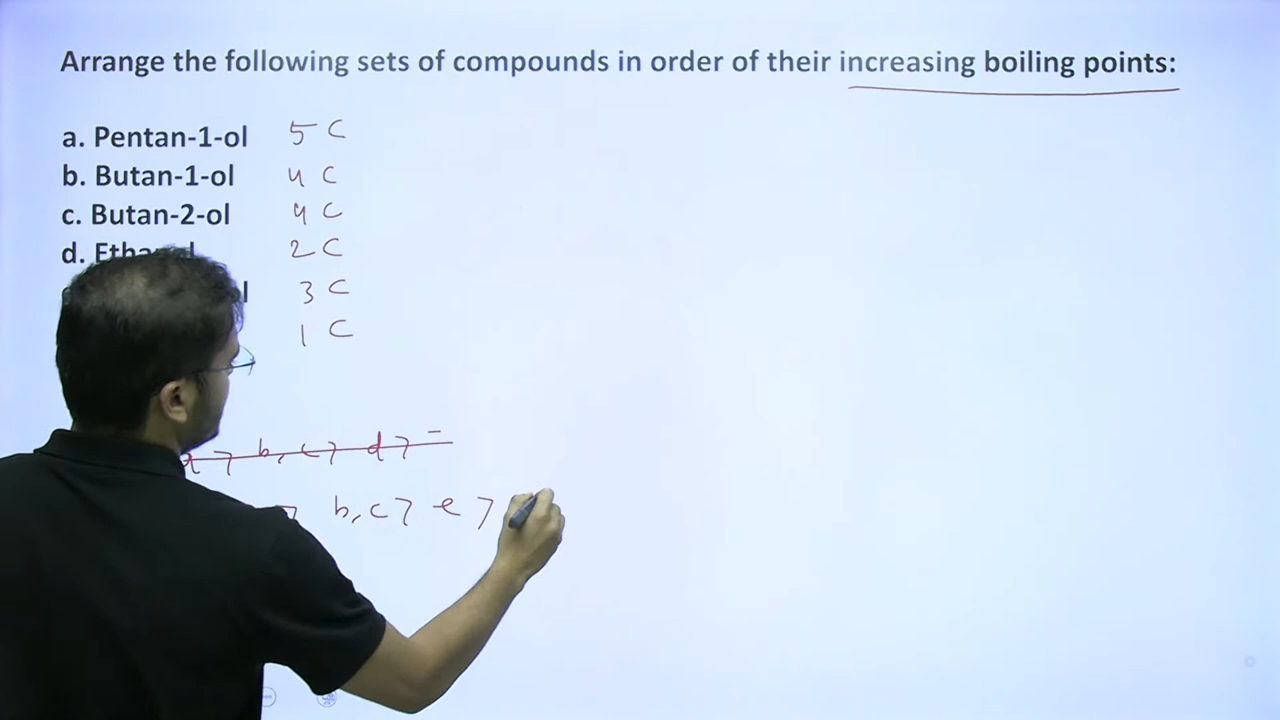 Arrange the following sets of compounds in order of their increasing boiling points:
a. Pentan-1-ol 5 C
b. Butan-1-ol 4 C
c. Butan-2-ol 4 C
d. 2 C
3 C
1 C
> b, c > d > -
> b, c > e >